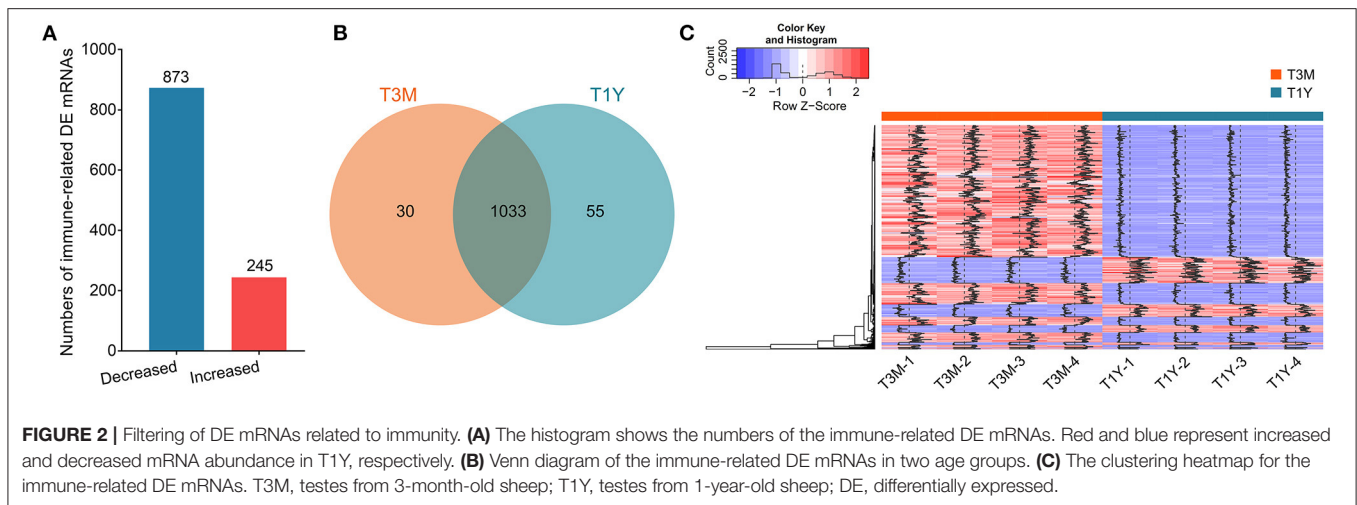 A
Numbers of immune-related DE mRNAs
1000
800
600
400
200
0
873
245
Decreased
Increased
B
T3M
T1Y
30
1033
55
C
Color Key
and Histogram
Count
0 1000 2500
−2 −1 0 1 2
Row Z−Score
T3M
T1Y
T3M-1
T3M-2
T3M-3
T3M-4
T1Y-1
T1Y-2
T1Y-3
T1Y-4
FIGURE 2 | Filtering of DE mRNAs related to immunity. (A) The histogram shows the numbers of the immune-related DE mRNAs. Red and blue represent increased
and decreased mRNA abundance in T1Y, respectively. (B) Venn diagram of the immune-related DE mRNAs in two age groups. (C) The clustering heatmap for the
immune-related DE mRNAs. T3M, testes from 3-month-old sheep; T1Y, testes from 1-year-old sheep; DE, differentially expressed.